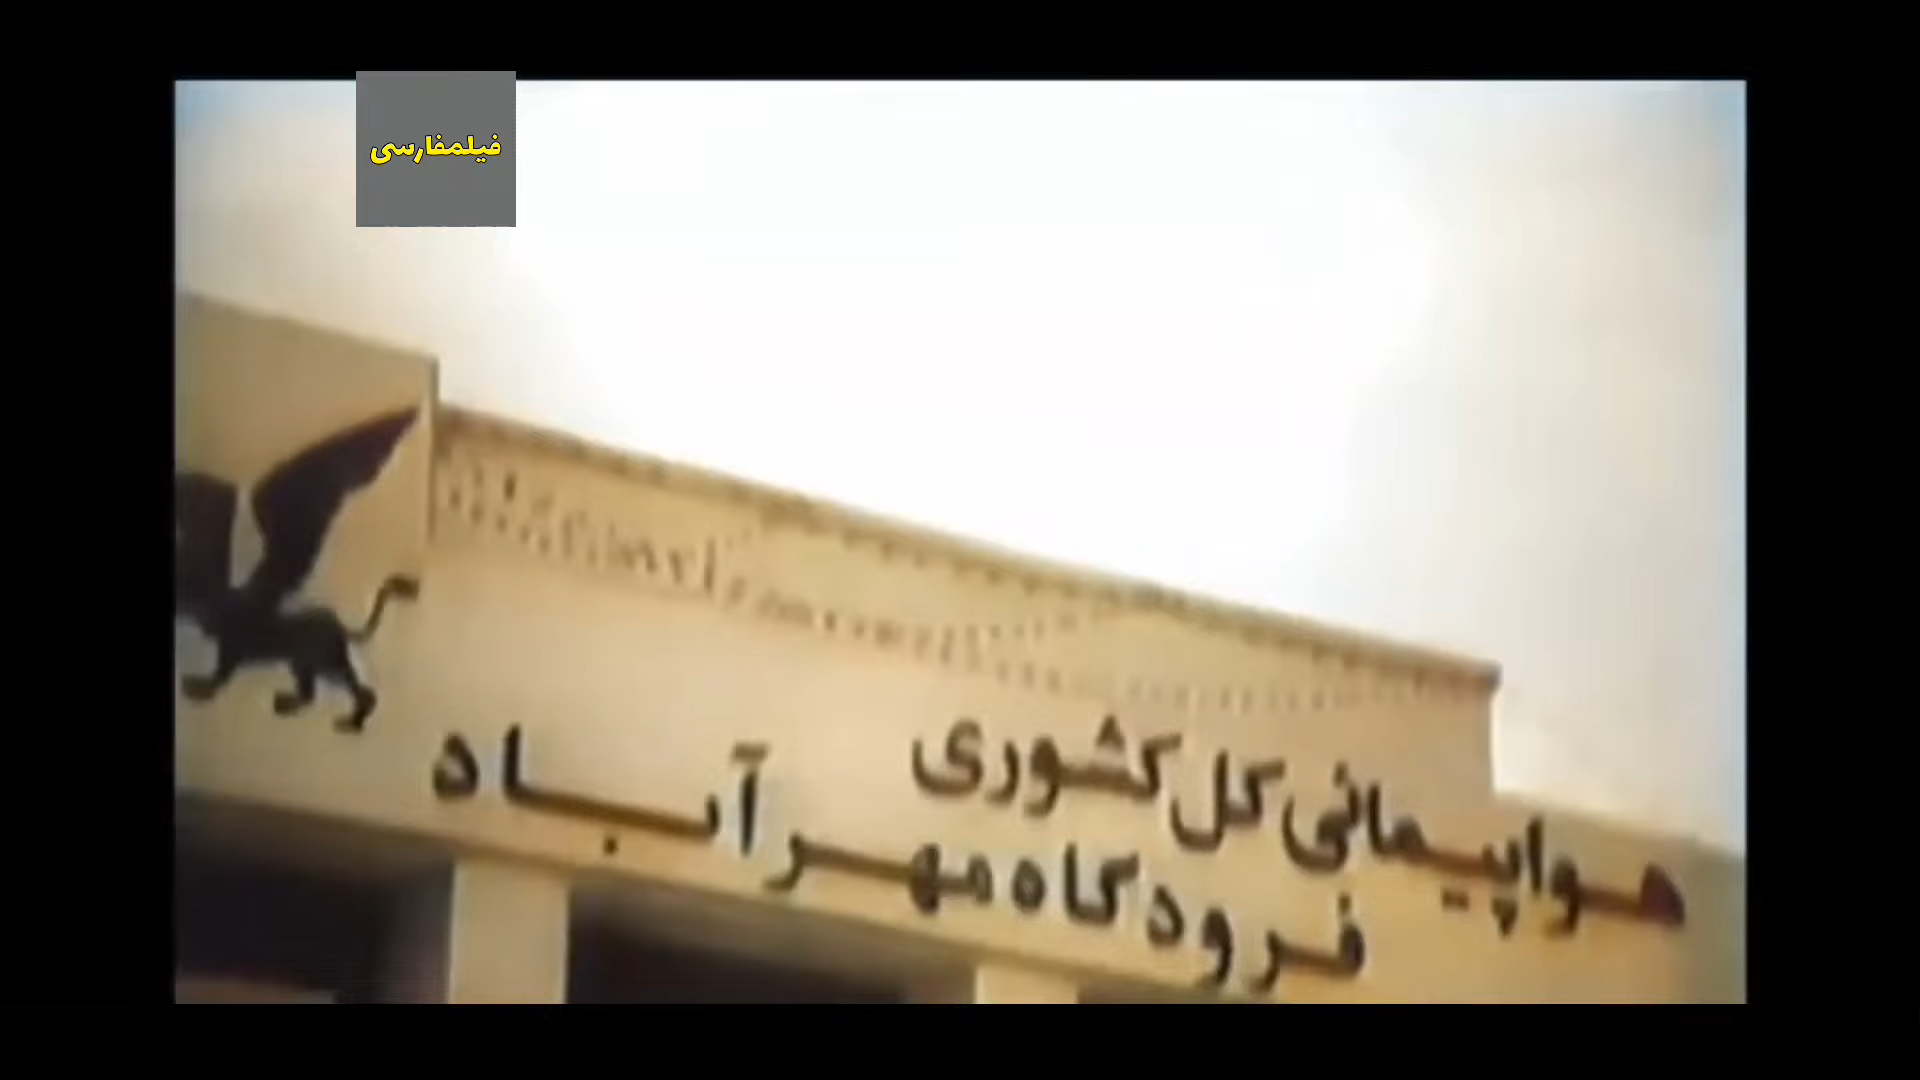 فیلمفارسی
هواپیمائی کل کشوری
فرودگاه مهرآباد